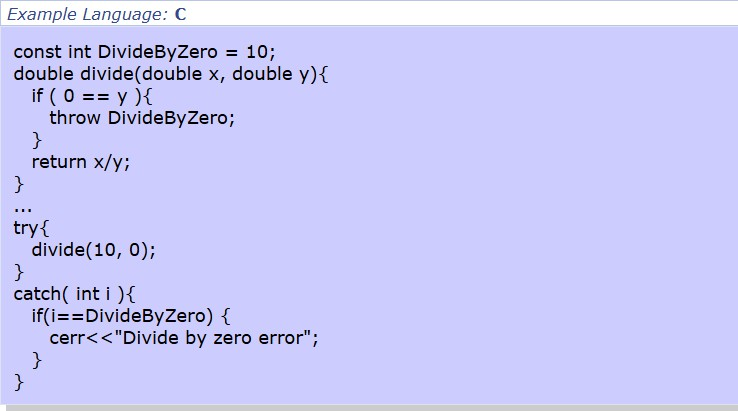 Example Language: C
const int DivideByZero = 10;
double divide(double x, double y){
if ( 0 == y ){
throw DivideByZero;
}
return x/y;
}
...
try{
divide(10, 0);
}
catch( int i ){
if(i==DivideByZero) {
cerr<<"Divide by zero error";
}
}